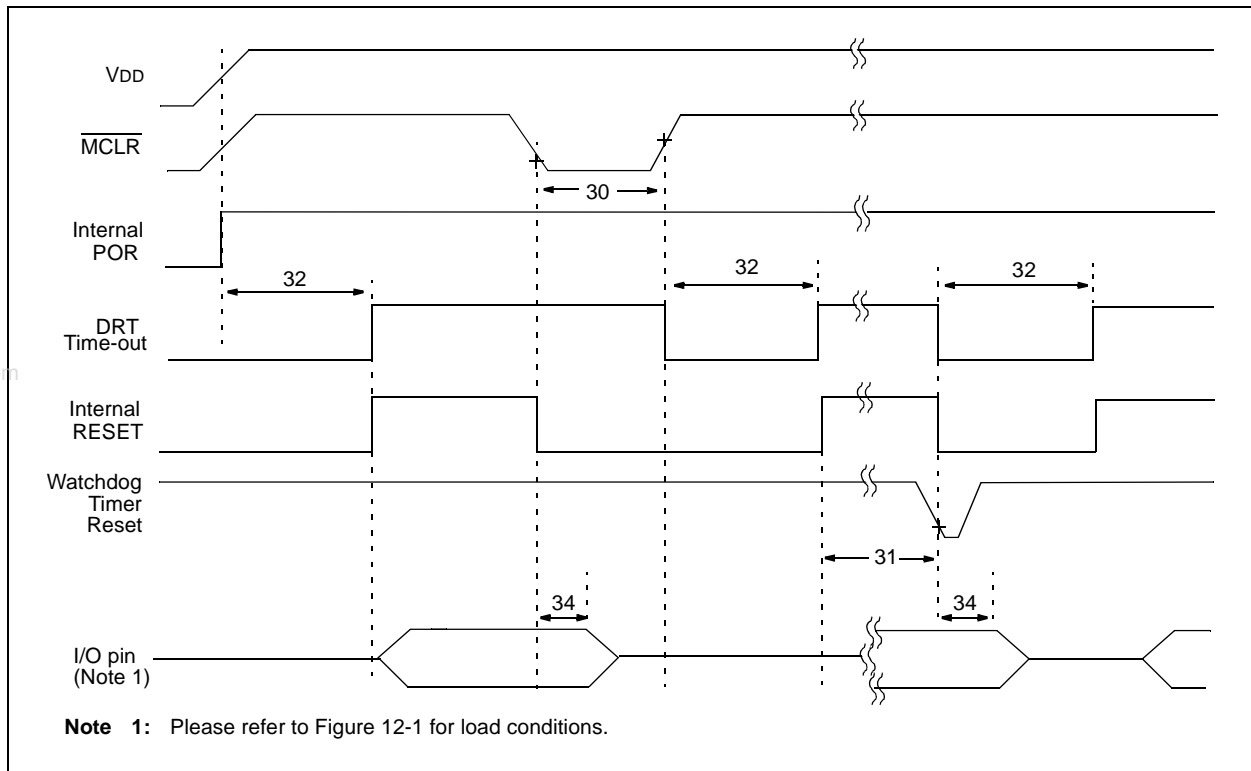 VDD
MCLR
30
Internal
POR
32
32
32
DRT
Time-out
m
Internal
RESET
Watchdog
Timer
Reset
31
34
34
I/O pin
(Note 1)
Note 1: Please refer to Figure 12-1 for load conditions.